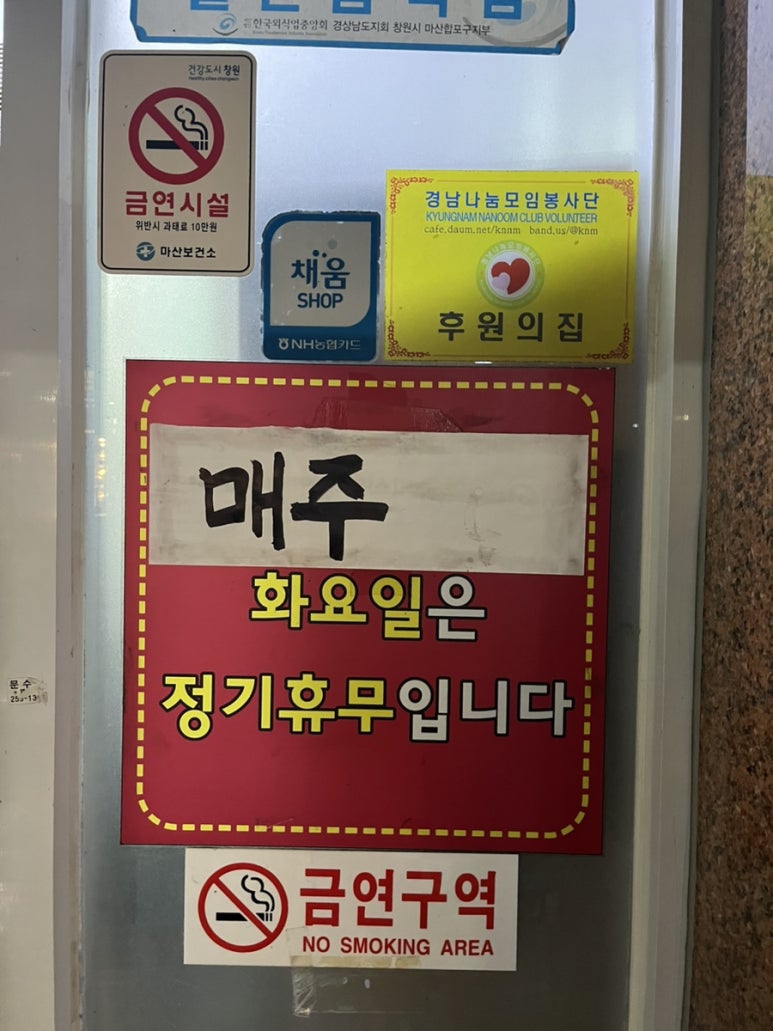 한국외식업중앙회 경상남도지회 창원시 마산합포구지부
건강도시 창원
healthy cities changwon
금연시설
위반시 과태료 10만원
마산보건소
채움
SHOP
NH농협카드
경남나눔모임봉사단
KYUNGNAM NANOOM CLUB VOLUNTEER
cafe.daum.net/knnm band.us/@knm
후원의집
매주
화요일은
정기휴무입니다
문수
금연구역
NO SMOKING AREA